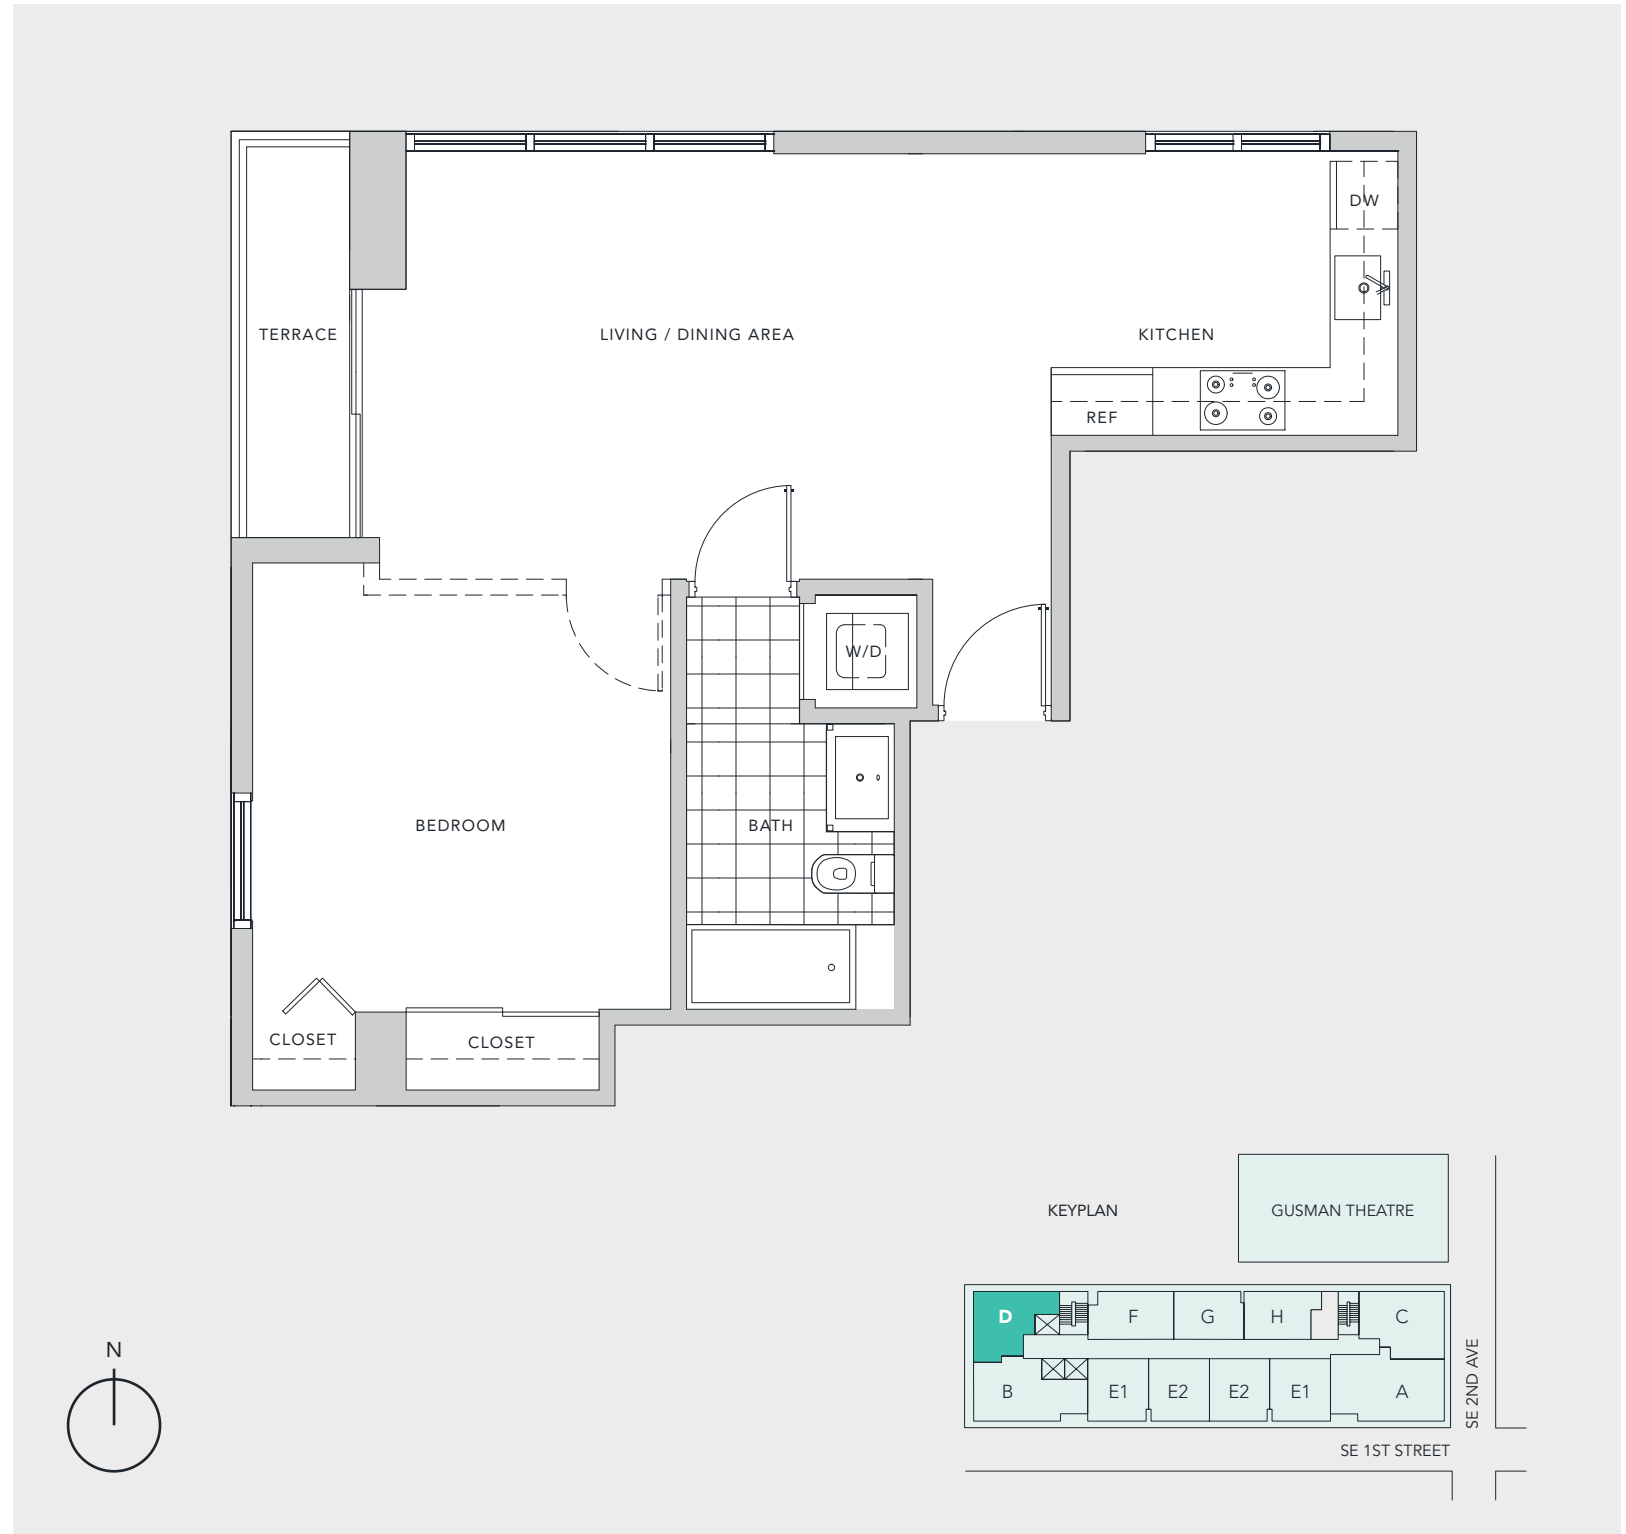 DW
TERRACE
LIVING / DINING AREA
KITCHEN
REF
W/D
BEDROOM
BATH
CLOSET
CLOSET
KEYPLAN
GUSMAN THEATRE
D
F
G
H
C
B
E1
E2
E2
E1
A
SE 2ND AVE
SE 1ST STREET
N